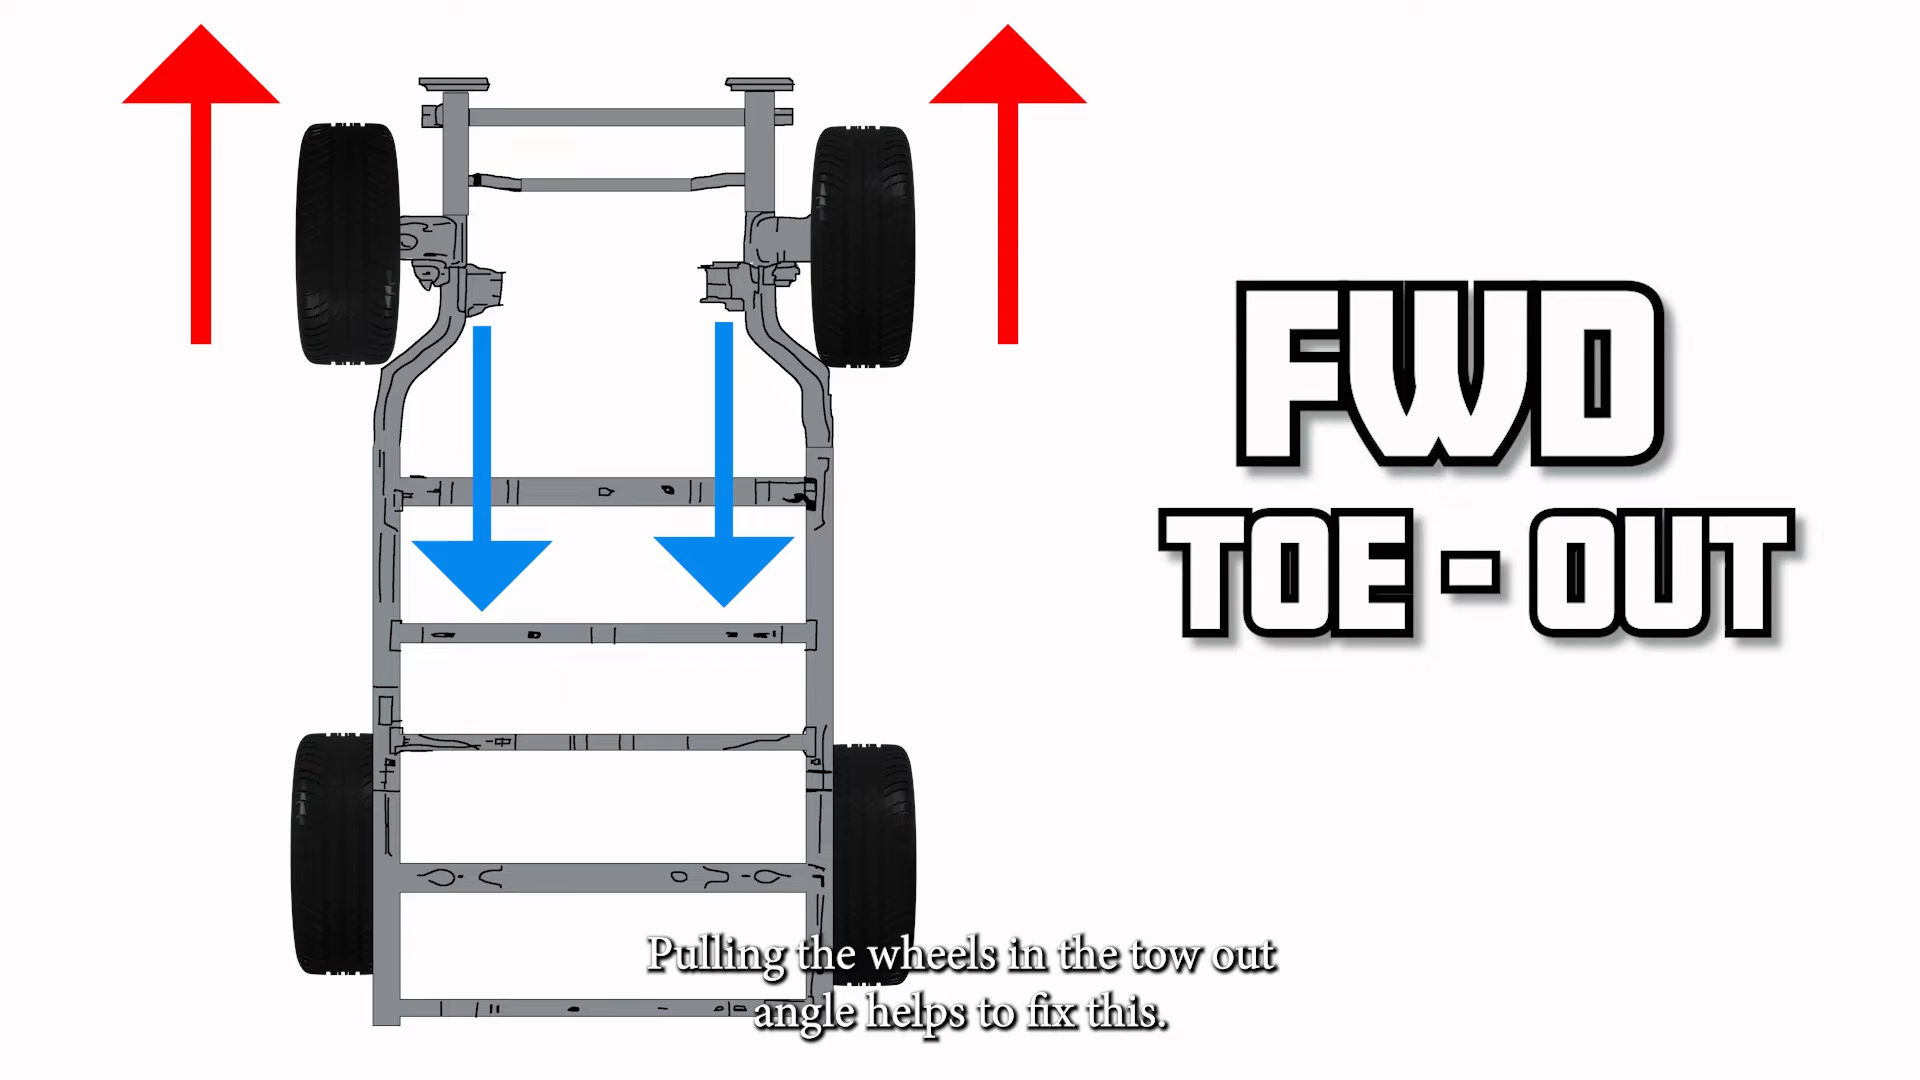 FWD
TOE - OUT
Pulling the wheels in the tow out
angle helps to fix this.